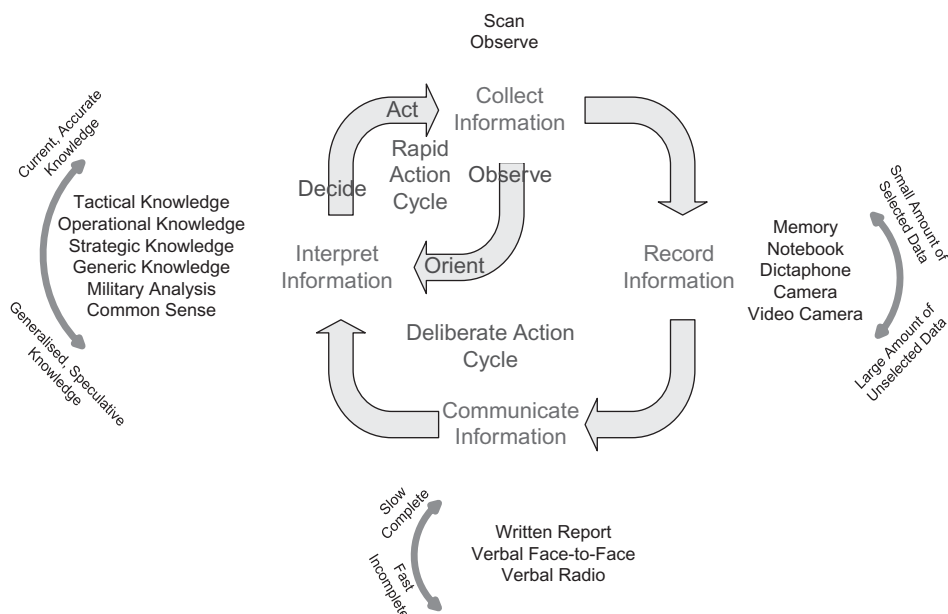 Scan
Observe
Collect
Information
Act
Rapid
Action
Cycle
Observe
Decide
Orient
Interpret
Information
Record
Information
Deliberate Action
Cycle
Communicate
Information
Current, Accurate
Knowledge
Tactical Knowledge
Operational Knowledge
Strategic Knowledge
Generic Knowledge
Military Analysis
Common Sense
Generalised, Speculative
Knowledge
Small Amount of
Selected Data
Memory
Notebook
Dictaphone
Camera
Video Camera
Large Amount of
Unselected Data
Slow
Complete
Fast
Incomplete
Written Report
Verbal Face-to-Face
Verbal Radio